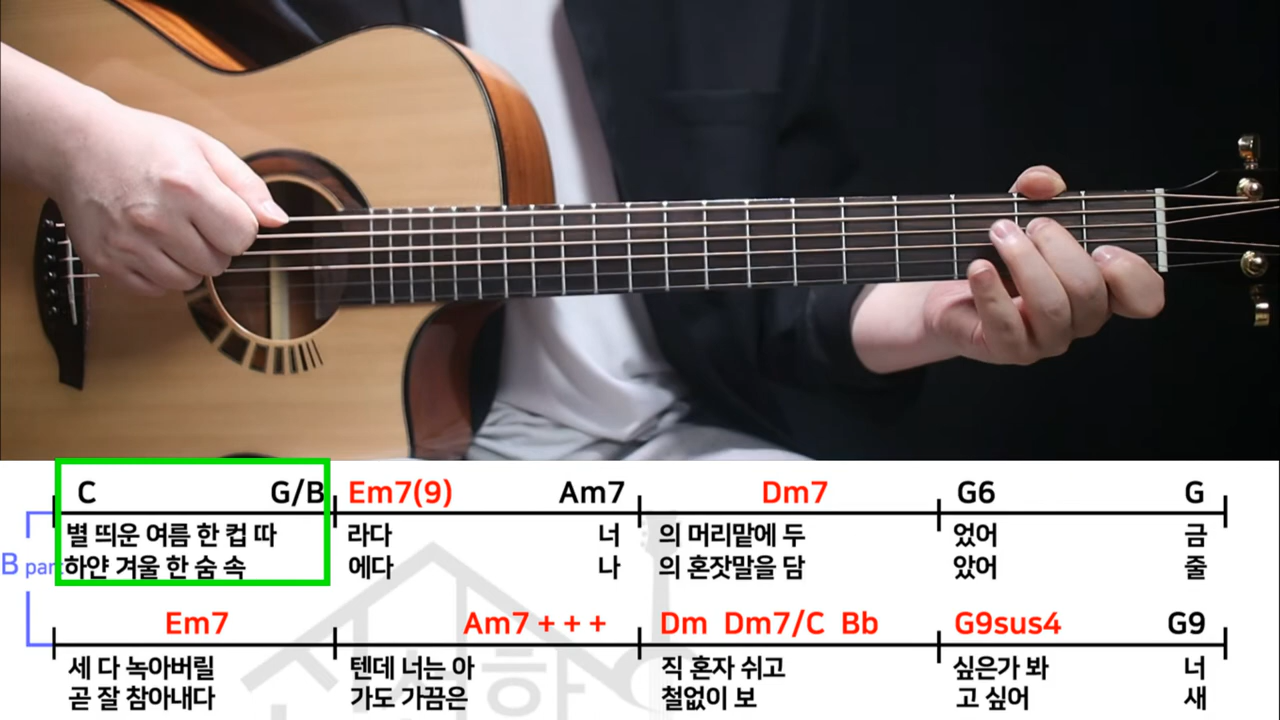 C G/B Em7(9) Am7 Dm7 G6 G
별 띄운 여름 한 컵 따 라다 너 의 머리맡에 두 었어 금
B part
하얀 겨울 한 숨 속 에다 나 의 혼잣말을 담 았어 줄
Em7 Am7 + + + Dm Dm7/C Bb G9sus4 G9
세 다 녹아버릴 텐데 너는 아 직 혼자 쉬고 싶은가 봐 너
곧 잘 참아내다 가도 가끔은 철없이 보 고 싶어 새